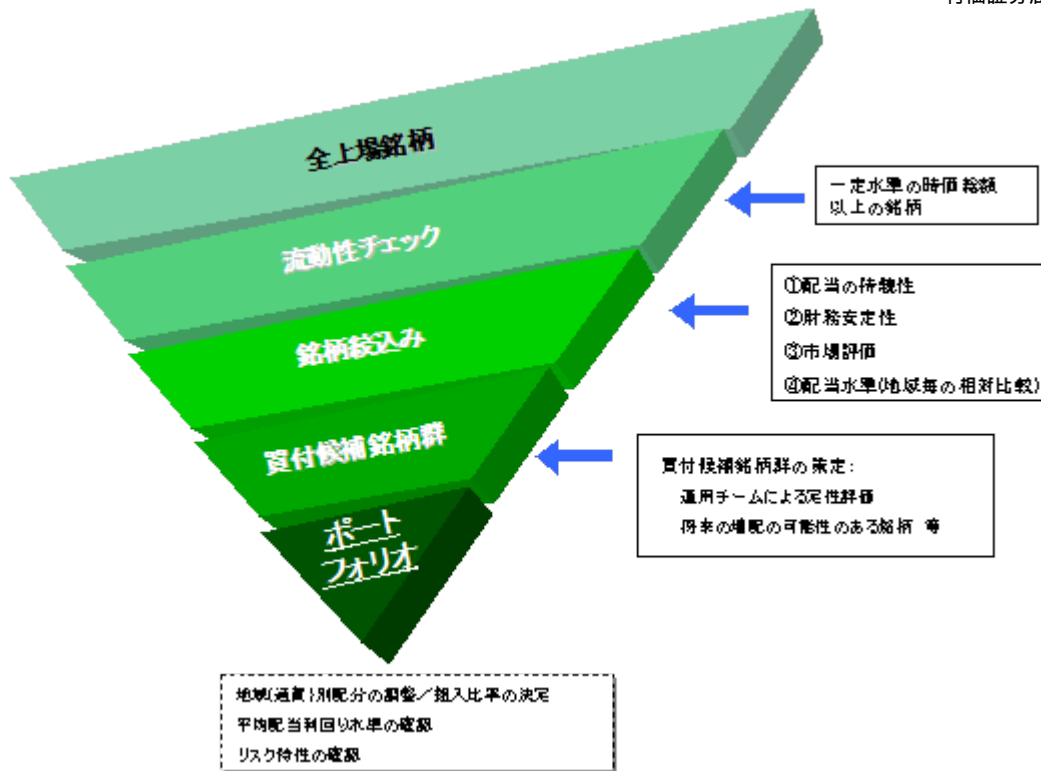 全上場銘柄
流動性チェック
銘柄絞込み
買付候補銘柄群
ポート
フォリオ
一定水準の時価総額
以上の銘柄
①配当の持続性
②財務安定性
③市場評価
④配当水準(地域毎の相対比較)
買付候補銘柄群の策定:
運用チームによる定性評価
将来の増配の可能性のある銘柄 等
地域(通貨)別配分の調整/組入比率の決定
平均配当利回り水準の確認
リスク特性の確認